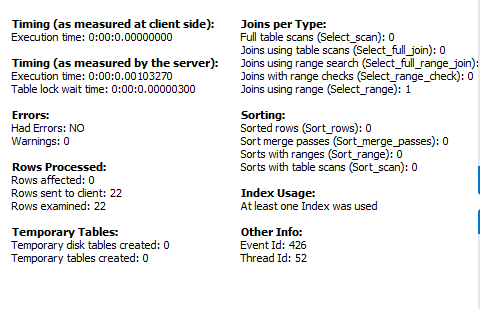 Timing (as measured at client side):
Execution time: 0:00:0.00000000
Timing (as measured by the server):
Execution time: 0:00:0.00103270
Table lock wait time: 0:00:0.00000300
Errors:
Had Errors: NO
Warnings: 0
Rows Processed:
Rows affected: 0
Rows sent to client: 22
Rows examined: 22
Temporary Tables:
Temporary disk tables created: 0
Temporary tables created: 0
Joins per Type:
Full table scans (Select_scan): 0
Joins using table scans (Select_full_join): 0
Joins using range search (Select_full_range_join):
Joins with range checks (Select_range_check): 0
Joins using range (Select_range): 1
Sorting:
Sorted rows (Sort_rows): 0
Sort merge passes (Sort_merge_passes): 0
Sorts with ranges (Sort_range): 0
Sorts with table scans (Sort_scan): 0
Index Usage:
At least one Index was used
Other Info:
Event Id: 426
Thread Id: 52